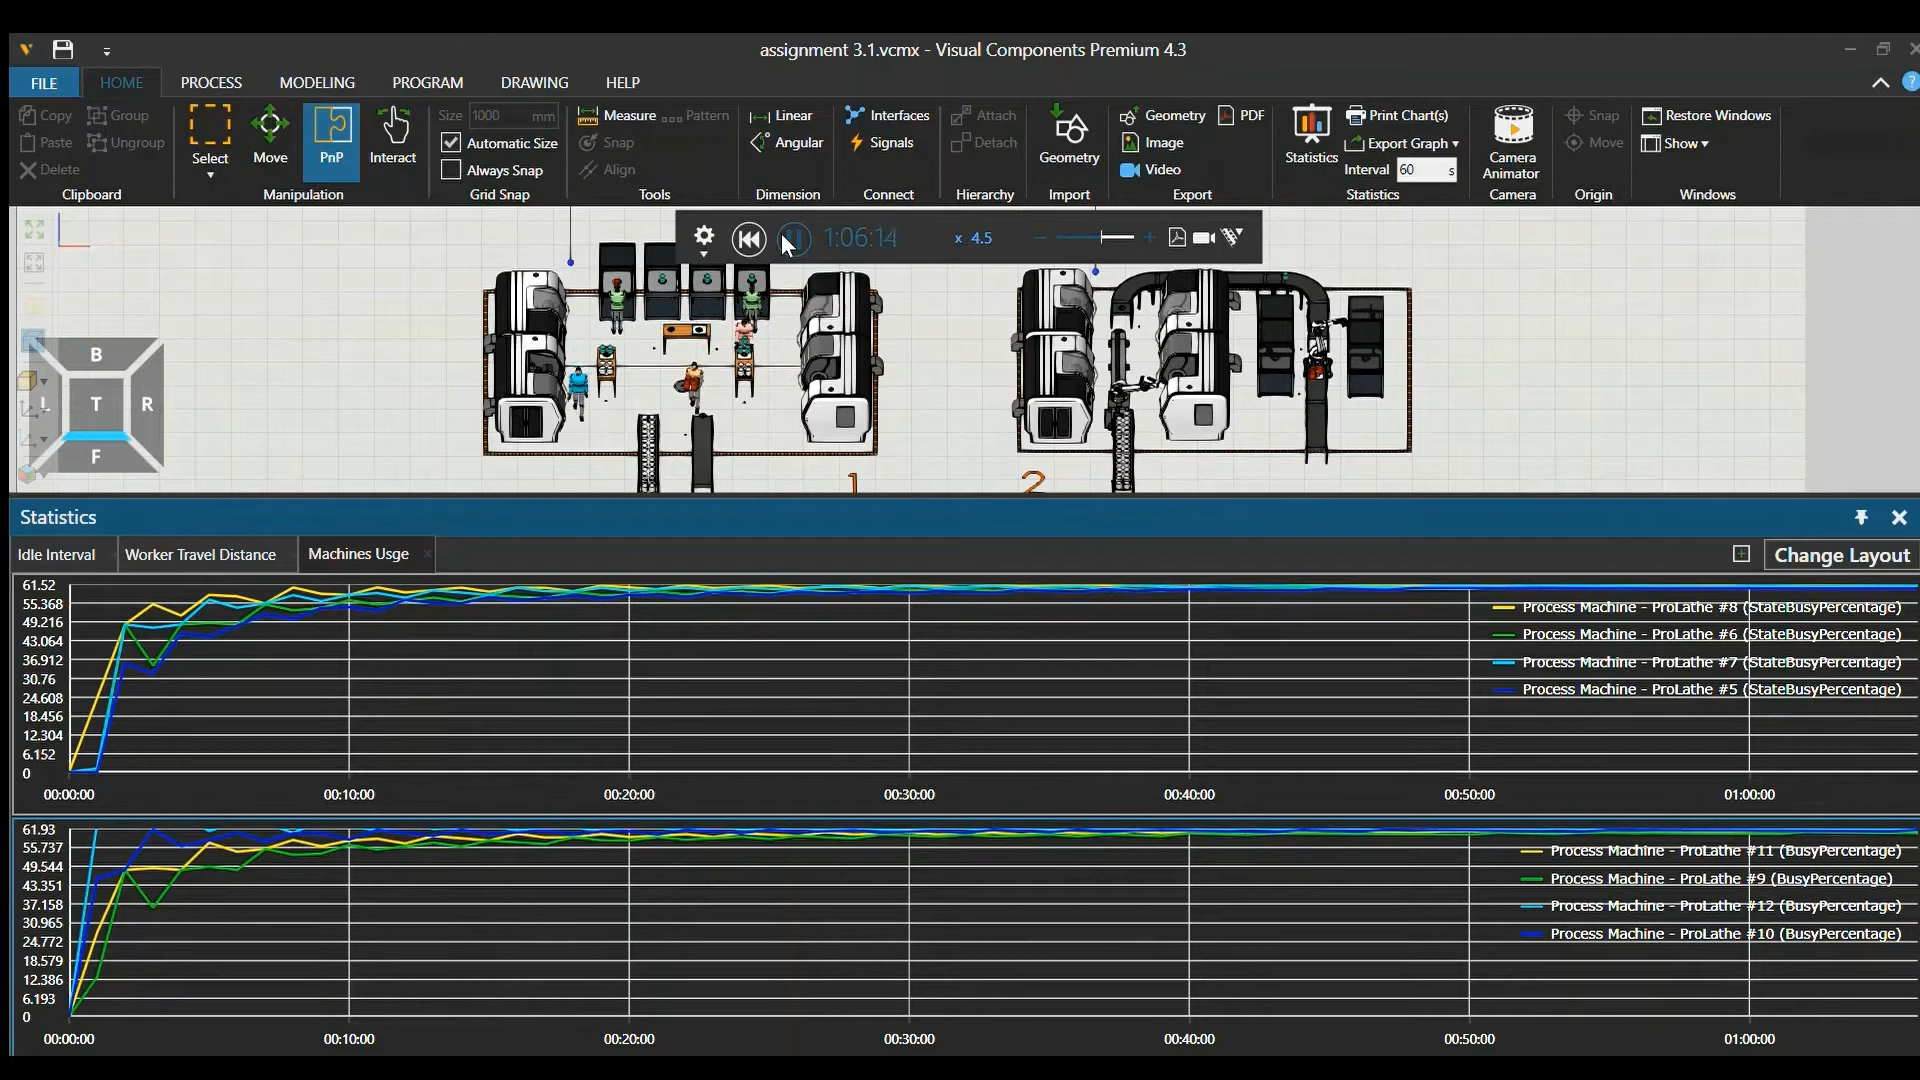 assignment 3.1.vcmx - Visual Components Premium 4.3
FILE HOME PROCESS MODELING PROGRAM DRAWING HELP ?
Copy Group
Paste Ungroup
Delete
Clipboard
Select Move PnP Interact
Manipulation
Size 1000 mm
Automatic Size
Always Snap
Grid Snap
Measure Pattern
Snap
Align
Tools
Linear
Angular
Dimension
Interfaces
Signals
Connect
Attach
Detach
Hierarchy
Geometry
Import
Geometry PDF
Image
Video
Export
Statistics
Print Chart(s)
Export Graph
Interval 60 s
Statistics
Camera
Animator
Camera
Snap
Move
Origin
Restore Windows
Show
Windows
1:06:14 x 4.5
B
L T R
F
1 2
Statistics
Idle Interval Worker Travel Distance Machines Usge Change Layout
61.52
55.368
49.216
43.064
36.912
30.76
24.608
18.456
12.304
6.152
0
Process Machine - ProLathe #8 (StateBusyPercentage)
Process Machine - ProLathe #6 (StateBusyPercentage)
Process Machine - ProLathe #7 (StateBusyPercentage)
Process Machine - ProLathe #5 (StateBusyPercentage)
00:00:00 00:10:00 00:20:00 00:30:00 00:40:00 00:50:00 01:00:00
61.93
55.737
49.544
43.351
37.158
30.965
24.772
18.579
12.386
6.193
0
Process Machine - ProLathe #11 (BusyPercentage)
Process Machine - ProLathe #9 (BusyPercentage)
Process Machine - ProLathe #12 (BusyPercentage)
Process Machine - ProLathe #10 (BusyPercentage)
00:00:00 00:10:00 00:20:00 00:30:00 00:40:00 00:50:00 01:00:00